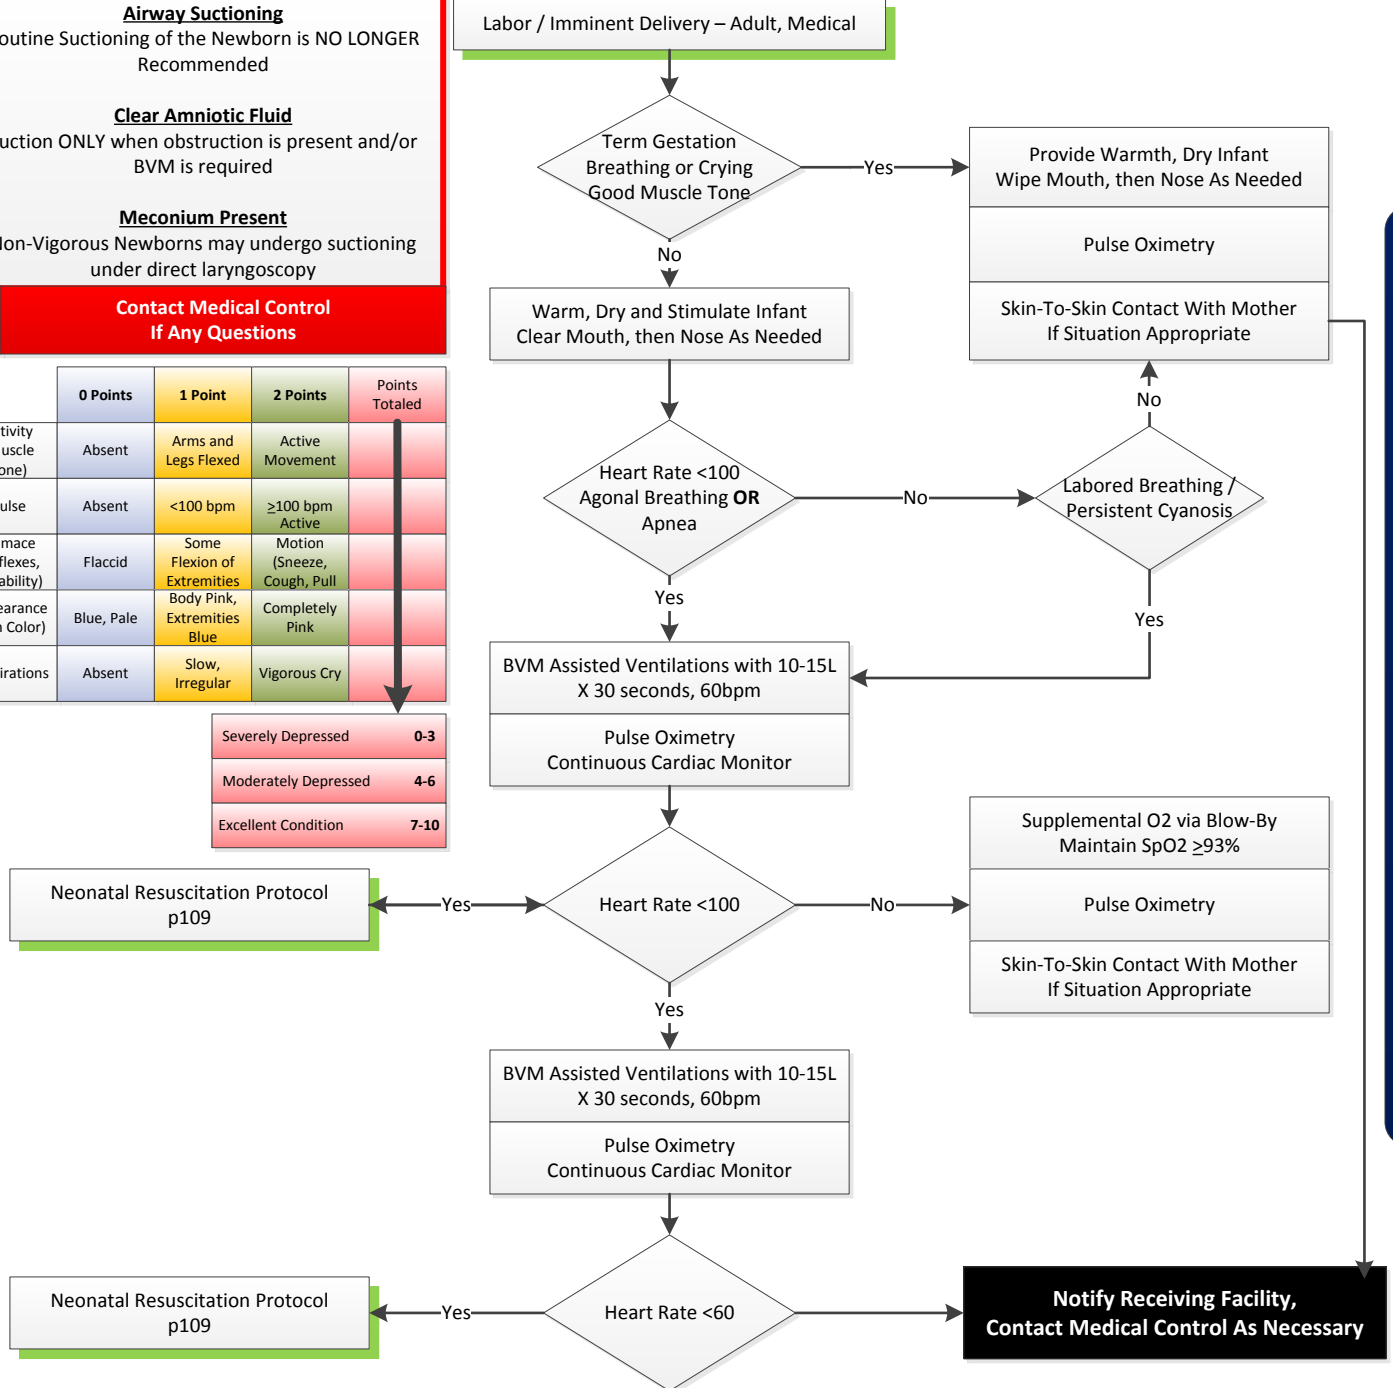 Airway Suctioning
outine Suctioning of the Newborn is NO LONGER
Recommended
Clear Amniotic Fluid
uction ONLY when obstruction is present and/or
BVM is required
Meconium Present
Non-Vigorous Newborns may undergo suctioning
under direct laryngoscopy
Contact Medical Control
If Any Questions
0 Points
1 Point
2 Points
Points
Totaled
tivity
uscle
one)
Absent
Arms and
Legs Flexed
Active
Movement
ulse
Absent
<100 bpm
≥100 bpm
Active
mace
flexes,
ability)
Flaccid
Some
Flexion of
Extremities
Motion
(Sneeze,
Cough, Pull
earance
n Color)
Blue, Pale
Body Pink,
Extremities
Blue
Completely
Pink
irations
Absent
Slow,
Irregular
Vigorous Cry
Severely Depressed 0-3
Moderately Depressed 4-6
Excellent Condition 7-10
Labor / Imminent Delivery – Adult, Medical
Term Gestation
Breathing or Crying
Good Muscle Tone
Yes
Provide Warmth, Dry Infant
Wipe Mouth, then Nose As Needed
Pulse Oximetry
Skin-To-Skin Contact With Mother
If Situation Appropriate
No
Warm, Dry and Stimulate Infant
Clear Mouth, then Nose As Needed
No
Heart Rate <100
Agonal Breathing OR
Apnea
No
Labored Breathing /
Persistent Cyanosis
Yes
Yes
BVM Assisted Ventilations with 10-15L
X 30 seconds, 60bpm
Pulse Oximetry
Continuous Cardiac Monitor
Neonatal Resuscitation Protocol
p109
Yes
Heart Rate <100
No
Supplemental O2 via Blow-By
Maintain SpO2 ≥93%
Pulse Oximetry
Skin-To-Skin Contact With Mother
If Situation Appropriate
Yes
BVM Assisted Ventilations with 10-15L
X 30 seconds, 60bpm
Pulse Oximetry
Continuous Cardiac Monitor
Neonatal Resuscitation Protocol
p109
Yes
Heart Rate <60
Notify Receiving Facility,
Contact Medical Control As Necessary